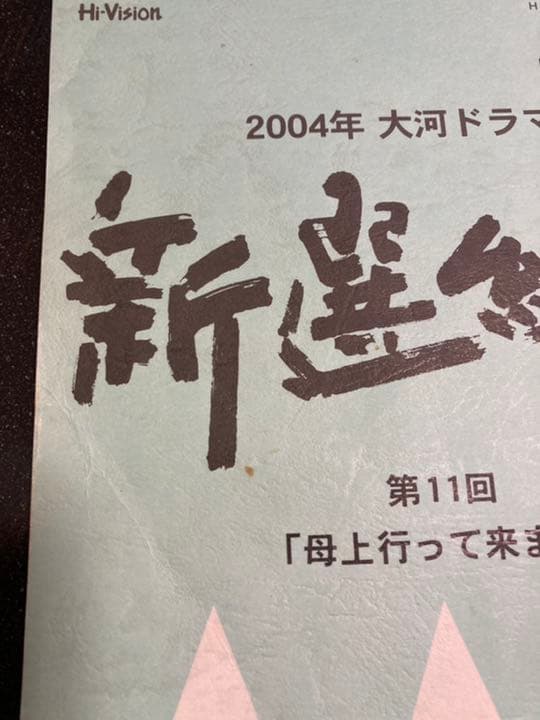 Hi-Vision
H
2004年 大河ドラマ
新選
第11回
「母上行って来ま